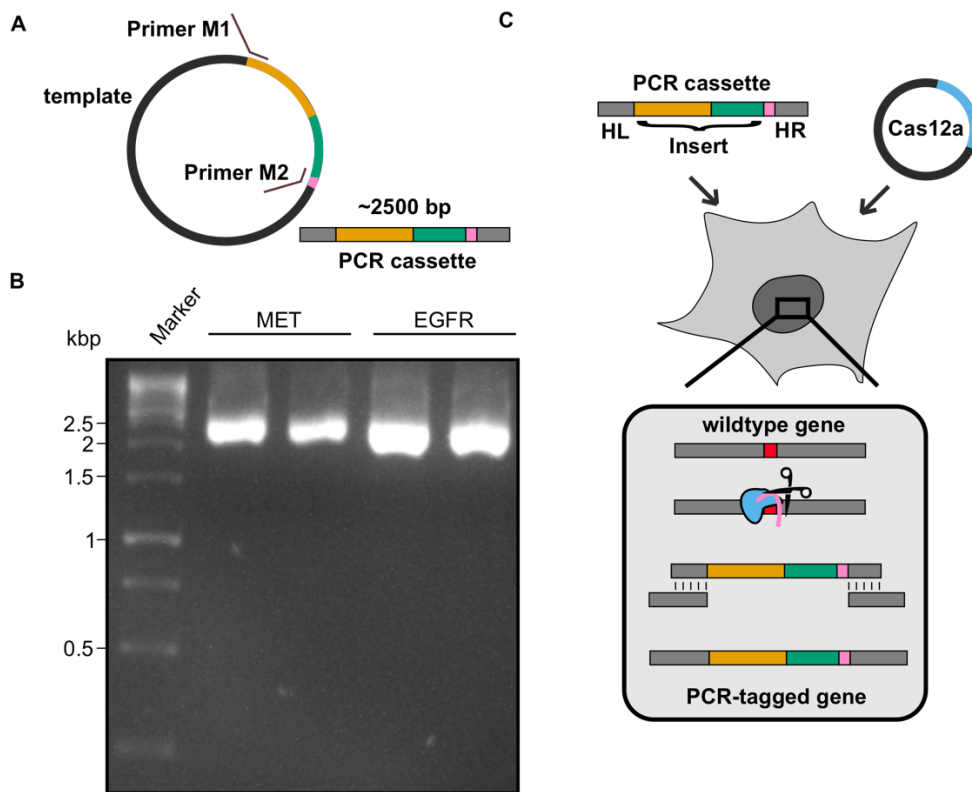 A
Primer M1
template
Primer M2
~2500 bp
PCR cassette
B
kbp
Marker
MET
EGFR
2.5
2
1.5
1
0.5
C
PCR cassette
HL
HR
Insert
Cas12a
wildtype gene
PCR-tagged gene